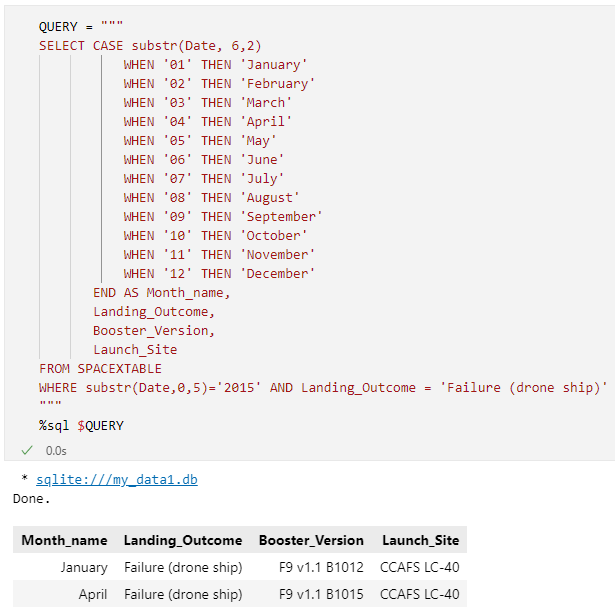 QUERY = """
SELECT CASE substr(Date, 6,2)
WHEN '01' THEN 'January'
WHEN '02' THEN 'February'
WHEN '03' THEN 'March'
WHEN '04' THEN 'April'
WHEN '05' THEN 'May'
WHEN '06' THEN 'June'
WHEN '07' THEN 'July'
WHEN '08' THEN 'August'
WHEN '09' THEN 'September'
WHEN '10' THEN 'October'
WHEN '11' THEN 'November'
WHEN '12' THEN 'December'
END AS Month_name,
Landing_Outcome,
Booster_Version,
Launch_Site
FROM SPACEXTABLE
WHERE substr(Date,0,5)='2015' AND Landing_Outcome = 'Failure (drone ship)'
"""
%sql $QUERY
0.0s
* sqlite:///my_data1.db
Done.
Month_name Landing_Outcome Booster_Version Launch_Site
January Failure (drone ship) F9 v1.1 B1012 CCAFS LC-40
April Failure (drone ship) F9 v1.1 B1015 CCAFS LC-40